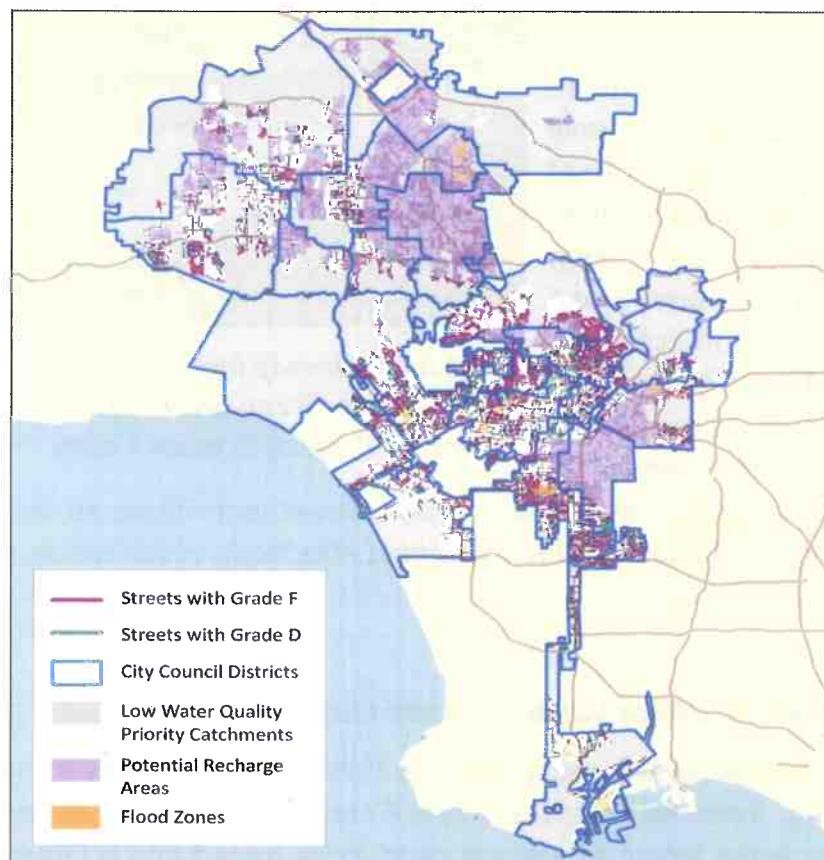 Streets with Grade F
Streets with Grade D
City Council Districts
Low Water Quality
Priority Catchments
Potential Recharge
Areas
Flood Zones